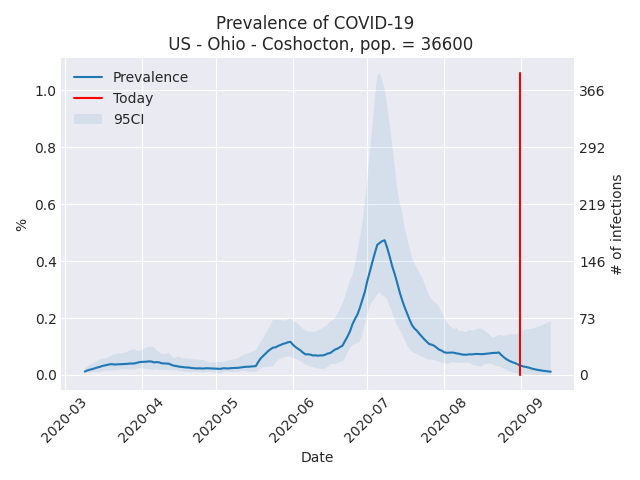 Prevalence of COVID-19
US - Ohio - Coshocton, pop. = 36600
Prevalence
Today
95CI
1.0
0.8
0.6
0.4
0.2
0.0
%
366
292
219
146
73
0
# of infections
2020-03
2020-04
2020-05
2020-06
2020-07
2020-08
2020-09
Date